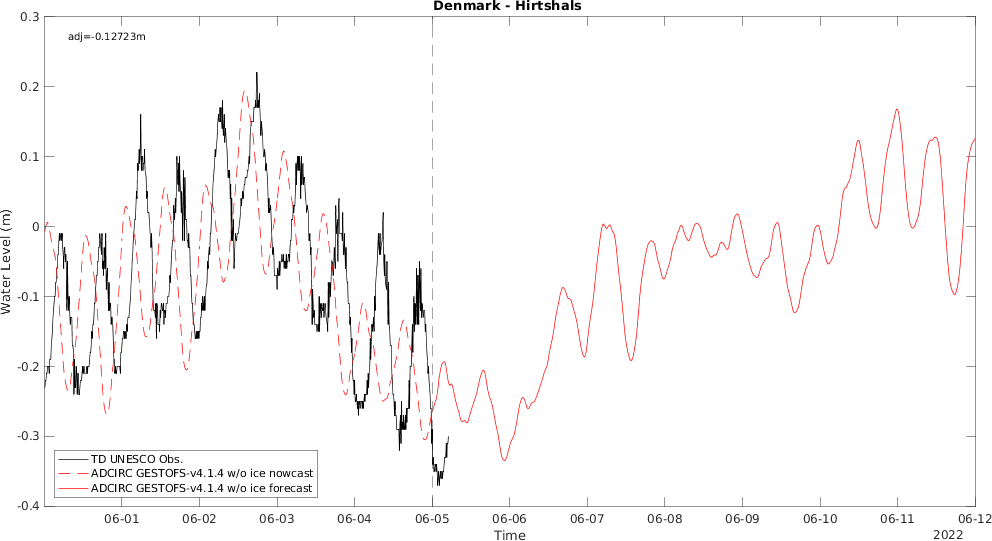 Denmark - Hirtshals
adj=-0.12723m
0.3
0.2
0.1
0
-0.1
-0.2
-0.3
-0.4
Water Level (m)
TD UNESCO Obs.
ADCIRC GESTOFS-v4.1.4 w/o ice nowcast
ADCIRC GESTOFS-v4.1.4 w/o ice forecast
06-01 06-02 06-03 06-04 06-05 06-06 06-07 06-08 06-09 06-10 06-11 06-12
Time
2022